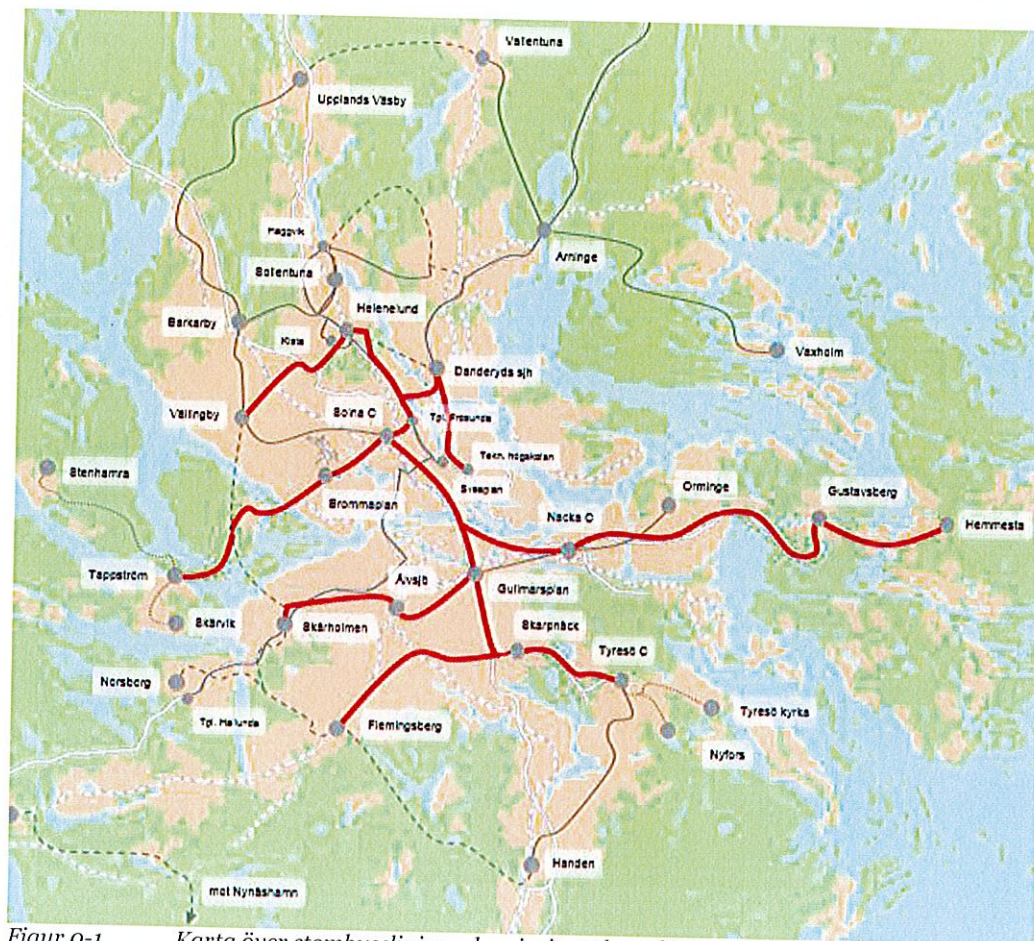 Vallentuna
Upplands Väsby
Häggvik
Sollentuna
Arninge
Helenelund
Barkarby
Kista
Danderyds sjh
Vaxholm
Vällingby
Solna C
Tpl. Frösunda
Stenhamra
Tekn. högskolan
Sveaplan
Brommaplan
Orminge
Gustavsberg
Nacka C
Hemmesta
Tappström
Älvsjö
Gullmarsplan
Skärvik
Skärholmen
Skarpnäck
Tyresö C
Norsborg
Tpl. Hallunda
Flemingsberg
Tyresö kyrka
Nyfors
Handen
mot Nynäshamn
Figur 0-1 Karta över stombusslinjer